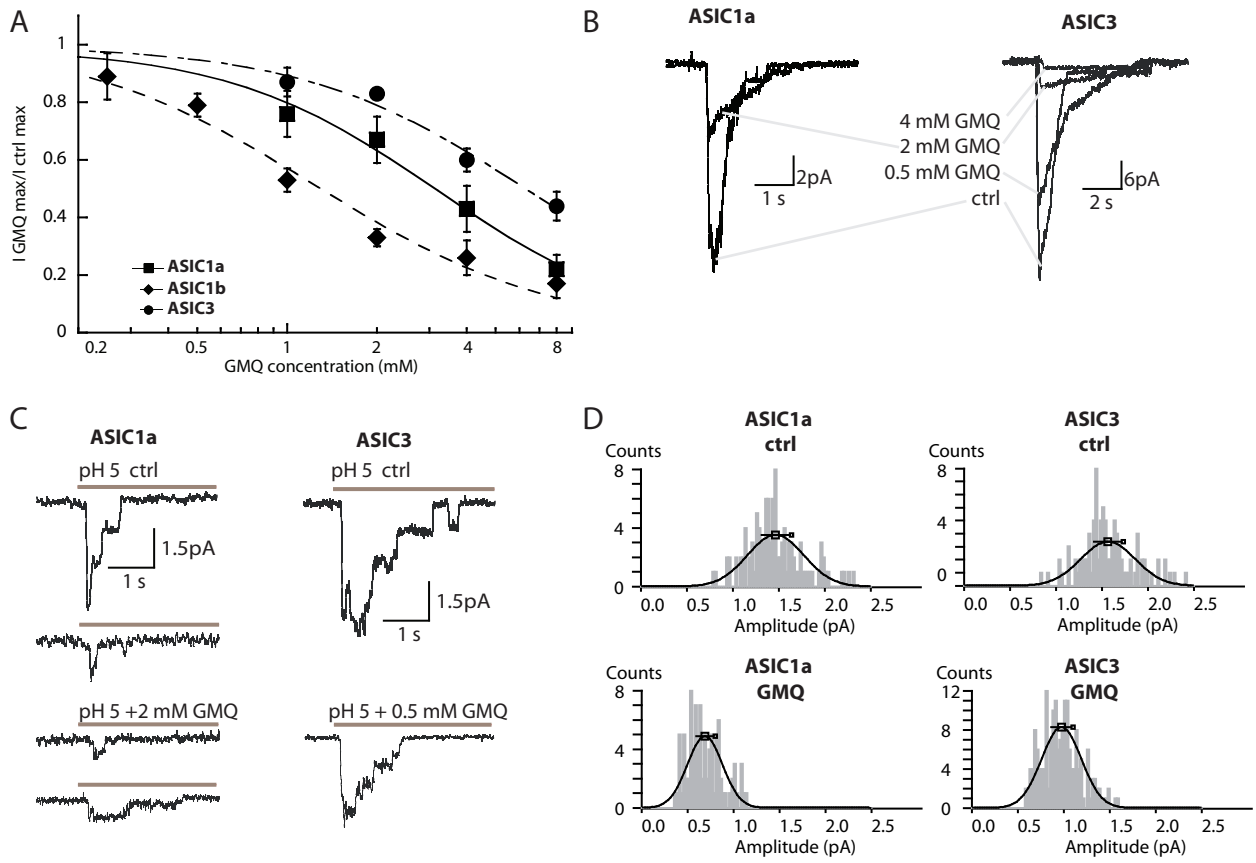 A
I GMQ max/I ctrl max
1
0.8
0.6
0.4
0.2
0
ASIC1a
ASIC1b
ASIC3
0.2 0.5 1 2 4 8
GMQ concentration (mM)
B
ASIC1a
ASIC3
4 mM GMQ
2 mM GMQ
0.5 mM GMQ
ctrl
2pA
1 s
6pA
2 s
C
ASIC1a
pH 5 ctrl
1.5pA
1 s
pH 5 +2 mM GMQ
ASIC3
pH 5 ctrl
1.5pA
1 s
pH 5 + 0.5 mM GMQ
D
ASIC1a
ctrl
Counts
8
4
0
0.0 0.5 1.0 1.5 2.0 2.5
Amplitude (pA)
ASIC3
ctrl
Counts
8
4
0
0.0 0.5 1.0 1.5 2.0 2.5
Amplitude (pA)
ASIC1a
GMQ
Counts
8
4
0
0.0 0.5 1.0 1.5 2.0 2.5
Amplitude (pA)
ASIC3
GMQ
Counts
12
8
4
0
0.0 0.5 1.0 1.5 2.0 2.5
Amplitude (pA)